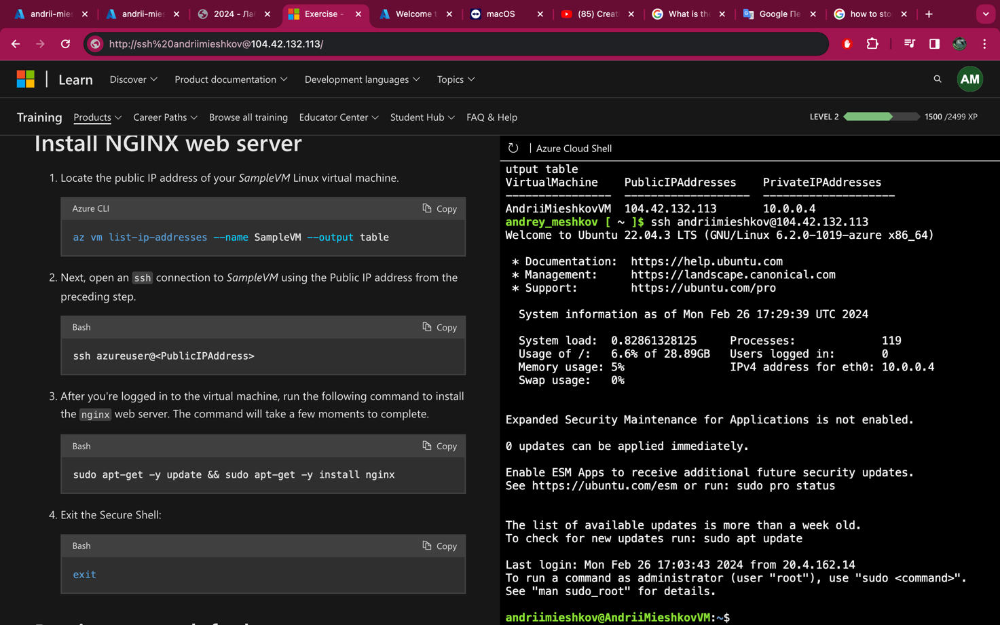 andrii-mies
andrii-mies
2024 - Лаб
Exercise -
Welcome t
macOS
(85) Creati
What is the
Google Пе
how to sto
http://ssh%20andriimieshkov@104.42.132.113/
Learn
Discover
Product documentation
Development languages
Topics
AM
Training
Products
Career Paths
Browse all training
Educator Center
Student Hub
FAQ & Help
LEVEL 2
1500 /2499 XP
Install NGINX web server
1. Locate the public IP address of your SampleVM Linux virtual machine.
Azure CLI
Copy
az vm list-ip-addresses --name SampleVM --output table
2. Next, open an ssh connection to SampleVM using the Public IP address from the
preceding step.
Bash
Copy
ssh azureuser@<PublicIPAddress>
3. After you're logged in to the virtual machine, run the following command to install
the nginx web server. The command will take a few moments to complete.
Bash
Copy
sudo apt-get -y update && sudo apt-get -y install nginx
4. Exit the Secure Shell:
Bash
Copy
exit
Azure Cloud Shell
utput table
VirtualMachine PublicIPAddresses PrivateIPAddresses
---------------- ------------------- --------------------
AndriiMieshkovVM 104.42.132.113 10.0.0.4
andrey_meshkov [ ~ ]$ ssh andriimieshkov@104.42.132.113
Welcome to Ubuntu 22.04.3 LTS (GNU/Linux 6.2.0-1019-azure x86_64)
* Documentation: https://help.ubuntu.com
* Management: https://landscape.canonical.com
* Support: https://ubuntu.com/pro
System information as of Mon Feb 26 17:29:39 UTC 2024
System load: 0.82861328125 Processes: 119
Usage of /: 6.6% of 28.89GB Users logged in: 0
Memory usage: 5% IPv4 address for eth0: 10.0.0.4
Swap usage: 0%
Expanded Security Maintenance for Applications is not enabled.
0 updates can be applied immediately.
Enable ESM Apps to receive additional future security updates.
See https://ubuntu.com/esm or run: sudo pro status
The list of available updates is more than a week old.
To check for new updates run: sudo apt update
Last login: Mon Feb 26 17:03:43 2024 from 20.4.162.14
To run a command as administrator (user "root"), use "sudo <command>".
See "man sudo_root" for details.
andriimieshkov@AndriiMieshkovVM:~$